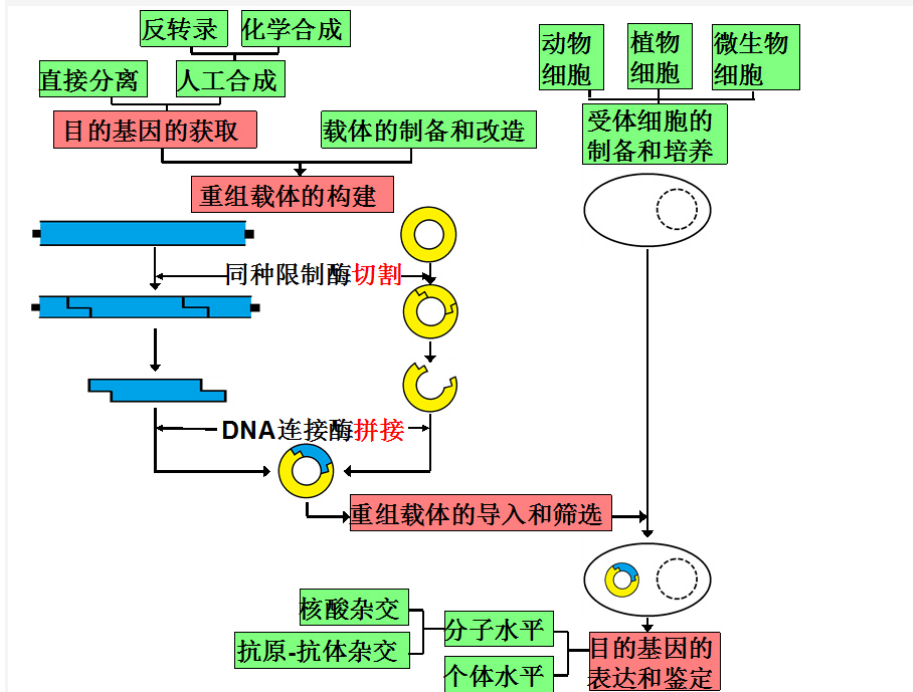 反转录
化学合成
直接分离
人工合成
目的基因的获取
载体的制备和改造
重组载体的构建
动物
细胞
植物
细胞
微生物
细胞
受体细胞的
制备和培养
同种限制酶切割
DNA连接酶拼接
重组载体的导入和筛选
核酸杂交
抗原-抗体杂交
分子水平
个体水平
目的基因的
表达和鉴定